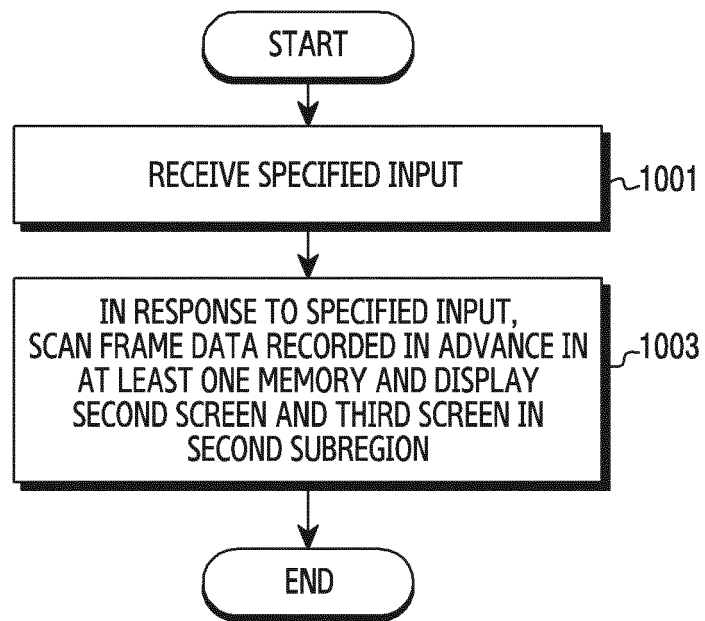 START
RECEIVE SPECIFIED INPUT
1001
IN RESPONSE TO SPECIFIED INPUT,
SCAN FRAME DATA RECORDED IN ADVANCE IN
AT LEAST ONE MEMORY AND DISPLAY
SECOND SCREEN AND THIRD SCREEN IN
SECOND SUBREGION
1003
END